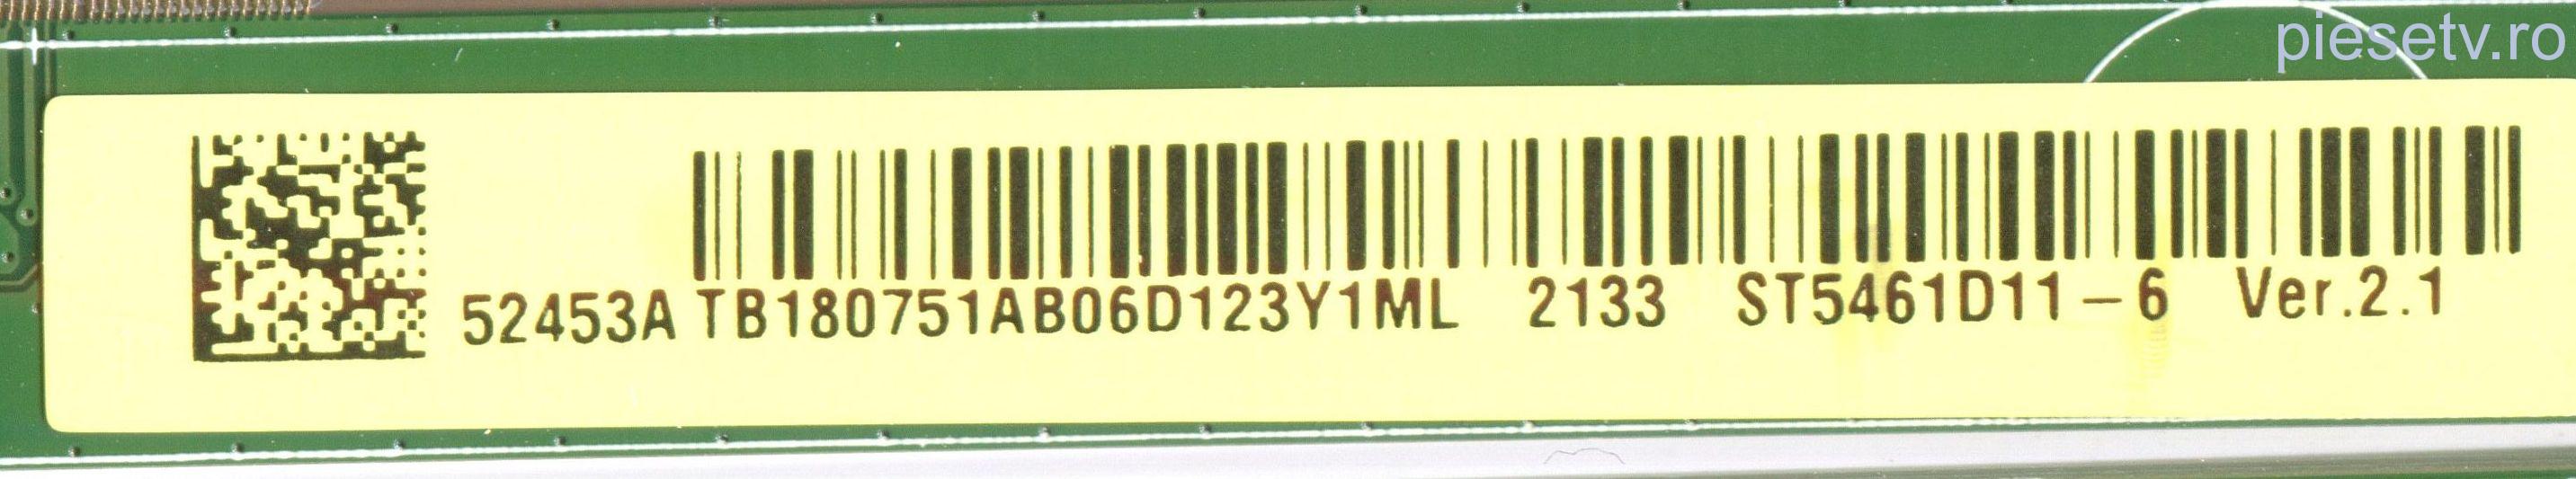 piesetv.ro
52453A TB180751AB06D123Y1ML 2133 ST5461D11-6 Ver.2.1